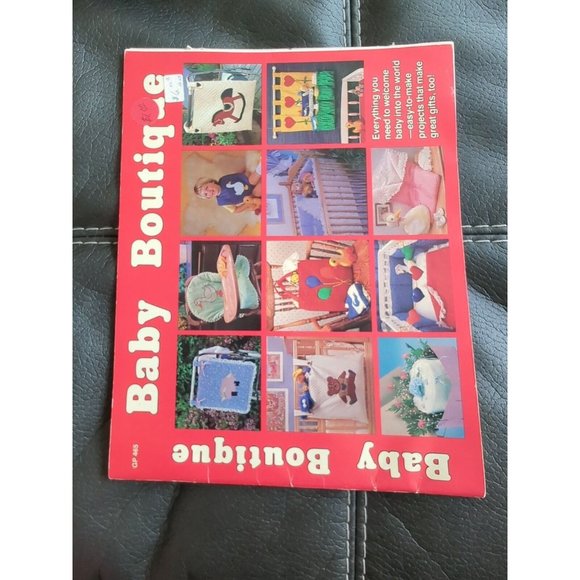 Baby Boutique
Everything you
need to welcome
baby into the world
—easy-to-make
projects that make
great gifts, too!
Baby Boutique
GP 465